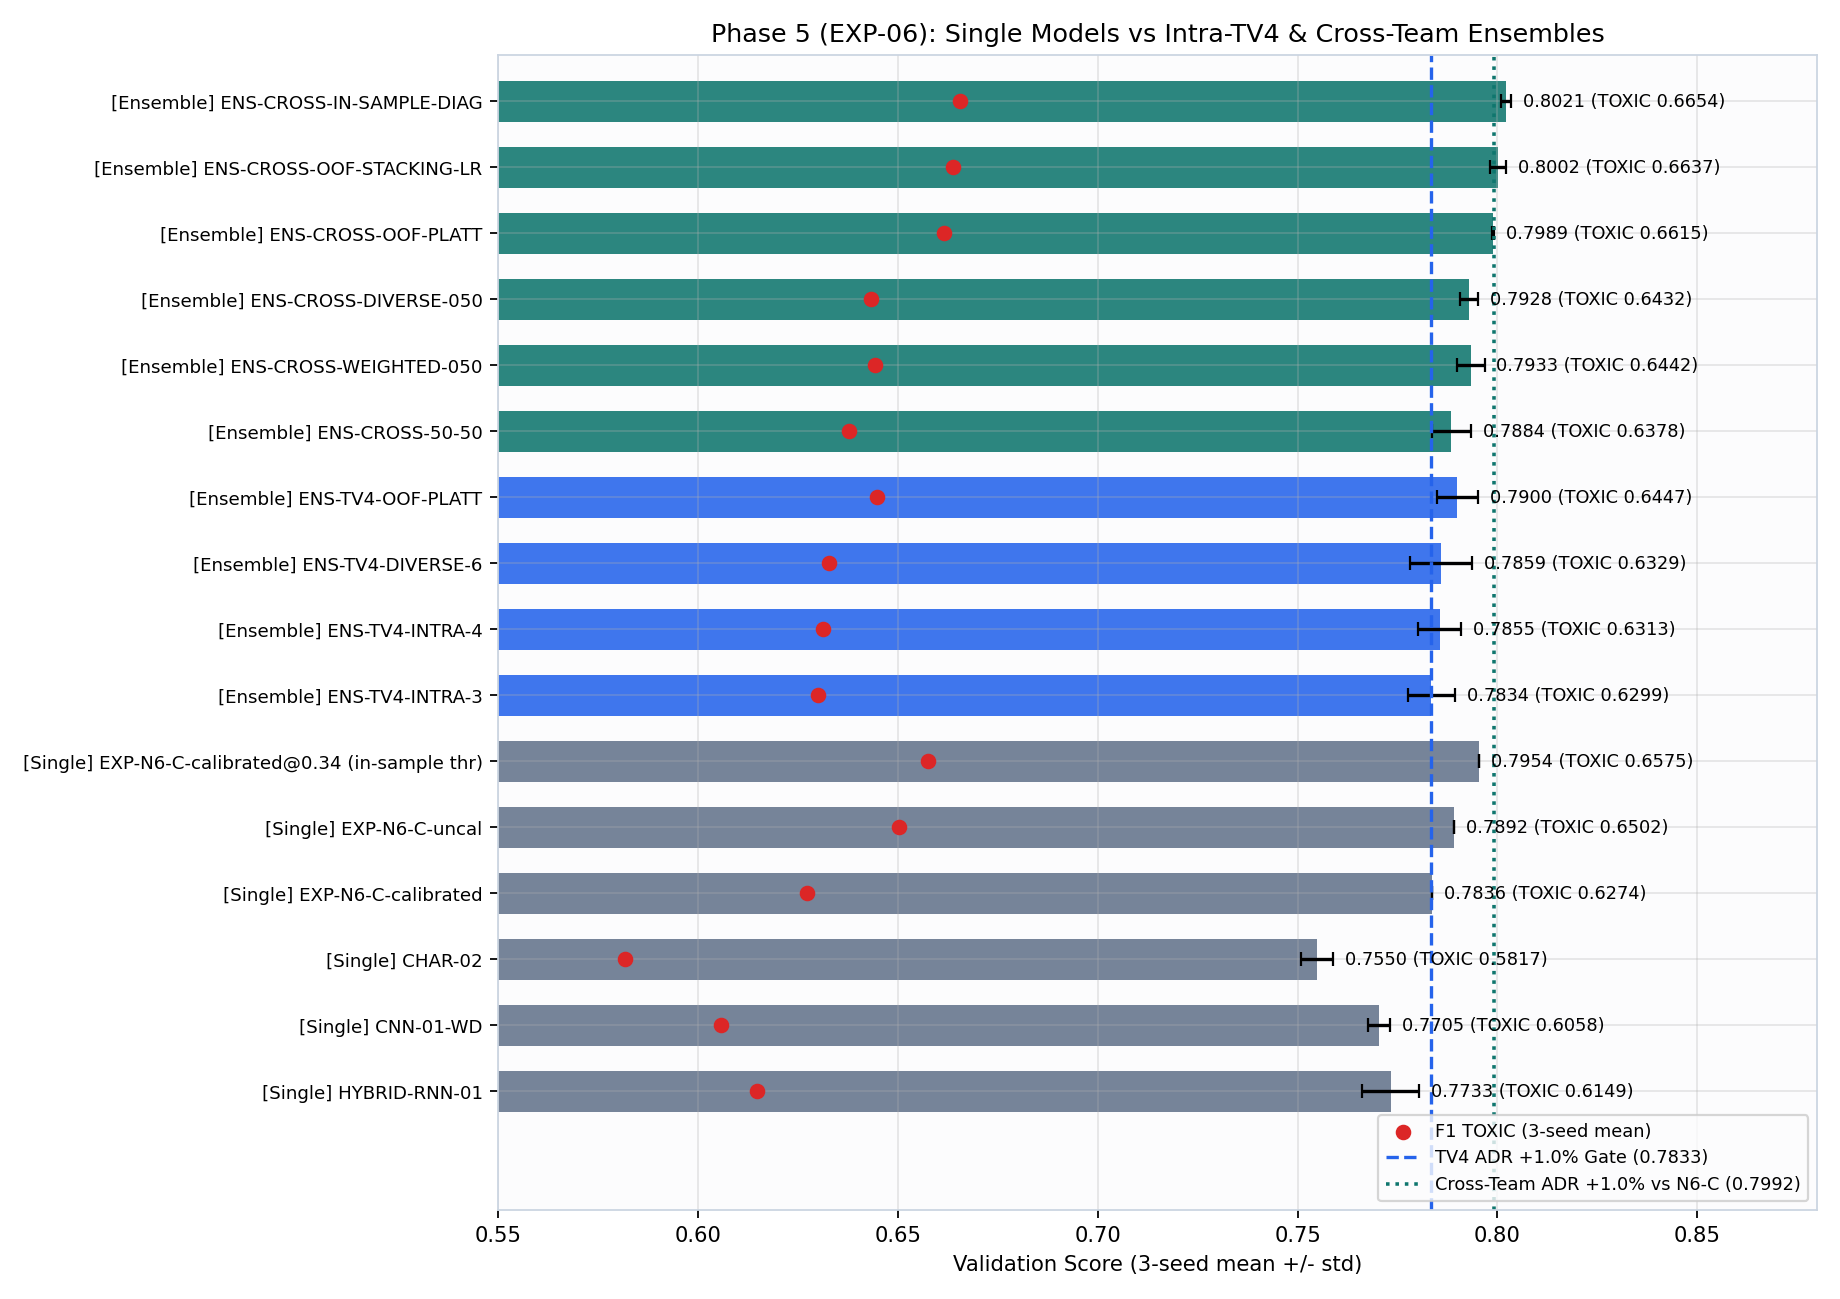 Phase 5 (EXP-06): Single Models vs Intra-TV4 & Cross-Team Ensembles
[Ensemble] ENS-CROSS-IN-SAMPLE-DIAG
0.8021 (TOXIC 0.6654)
[Ensemble] ENS-CROSS-OOF-STACKING-LR
0.8002 (TOXIC 0.6637)
[Ensemble] ENS-CROSS-OOF-PLATT
0.7989 (TOXIC 0.6615)
[Ensemble] ENS-CROSS-DIVERSE-050
0.7928 (TOXIC 0.6432)
[Ensemble] ENS-CROSS-WEIGHTED-050
0.7933 (TOXIC 0.6442)
[Ensemble] ENS-CROSS-50-50
0.7884 (TOXIC 0.6378)
[Ensemble] ENS-TV4-OOF-PLATT
0.7900 (TOXIC 0.6447)
[Ensemble] ENS-TV4-DIVERSE-6
0.7859 (TOXIC 0.6329)
[Ensemble] ENS-TV4-INTRA-4
0.7855 (TOXIC 0.6313)
[Ensemble] ENS-TV4-INTRA-3
0.7834 (TOXIC 0.6299)
[Single] EXP-N6-C-calibrated@0.34 (in-sample thr)
0.7954 (TOXIC 0.6575)
[Single] EXP-N6-C-uncal
0.7892 (TOXIC 0.6502)
[Single] EXP-N6-C-calibrated
0.7836 (TOXIC 0.6274)
[Single] CHAR-02
0.7550 (TOXIC 0.5817)
[Single] CNN-01-WD
0.7705 (TOXIC 0.6058)
[Single] HYBRID-RNN-01
0.7733 (TOXIC 0.6149)
F1 TOXIC (3-seed mean)
TV4 ADR +1.0% Gate (0.7833)
Cross-Team ADR +1.0% vs N6-C (0.7992)
0.55 0.60 0.65 0.70 0.75 0.80 0.85
Validation Score (3-seed mean +/- std)